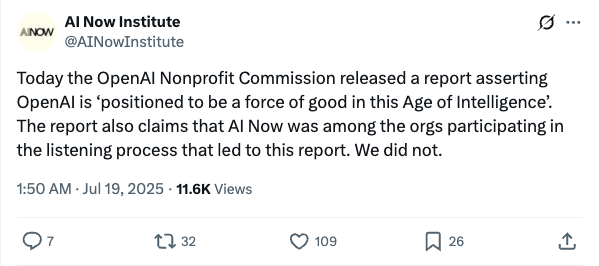 AI Now Institute
AINOW
@AINowInstitute
Today the OpenAI Nonprofit Commission released a report asserting
OpenAI is ‘positioned to be a force of good in this Age of Intelligence’.
The report also claims that AI Now was among the orgs participating in
the listening process that led to this report. We did not.
1:50 AM · Jul 19, 2025 · 11.6K Views
7 32 109 26